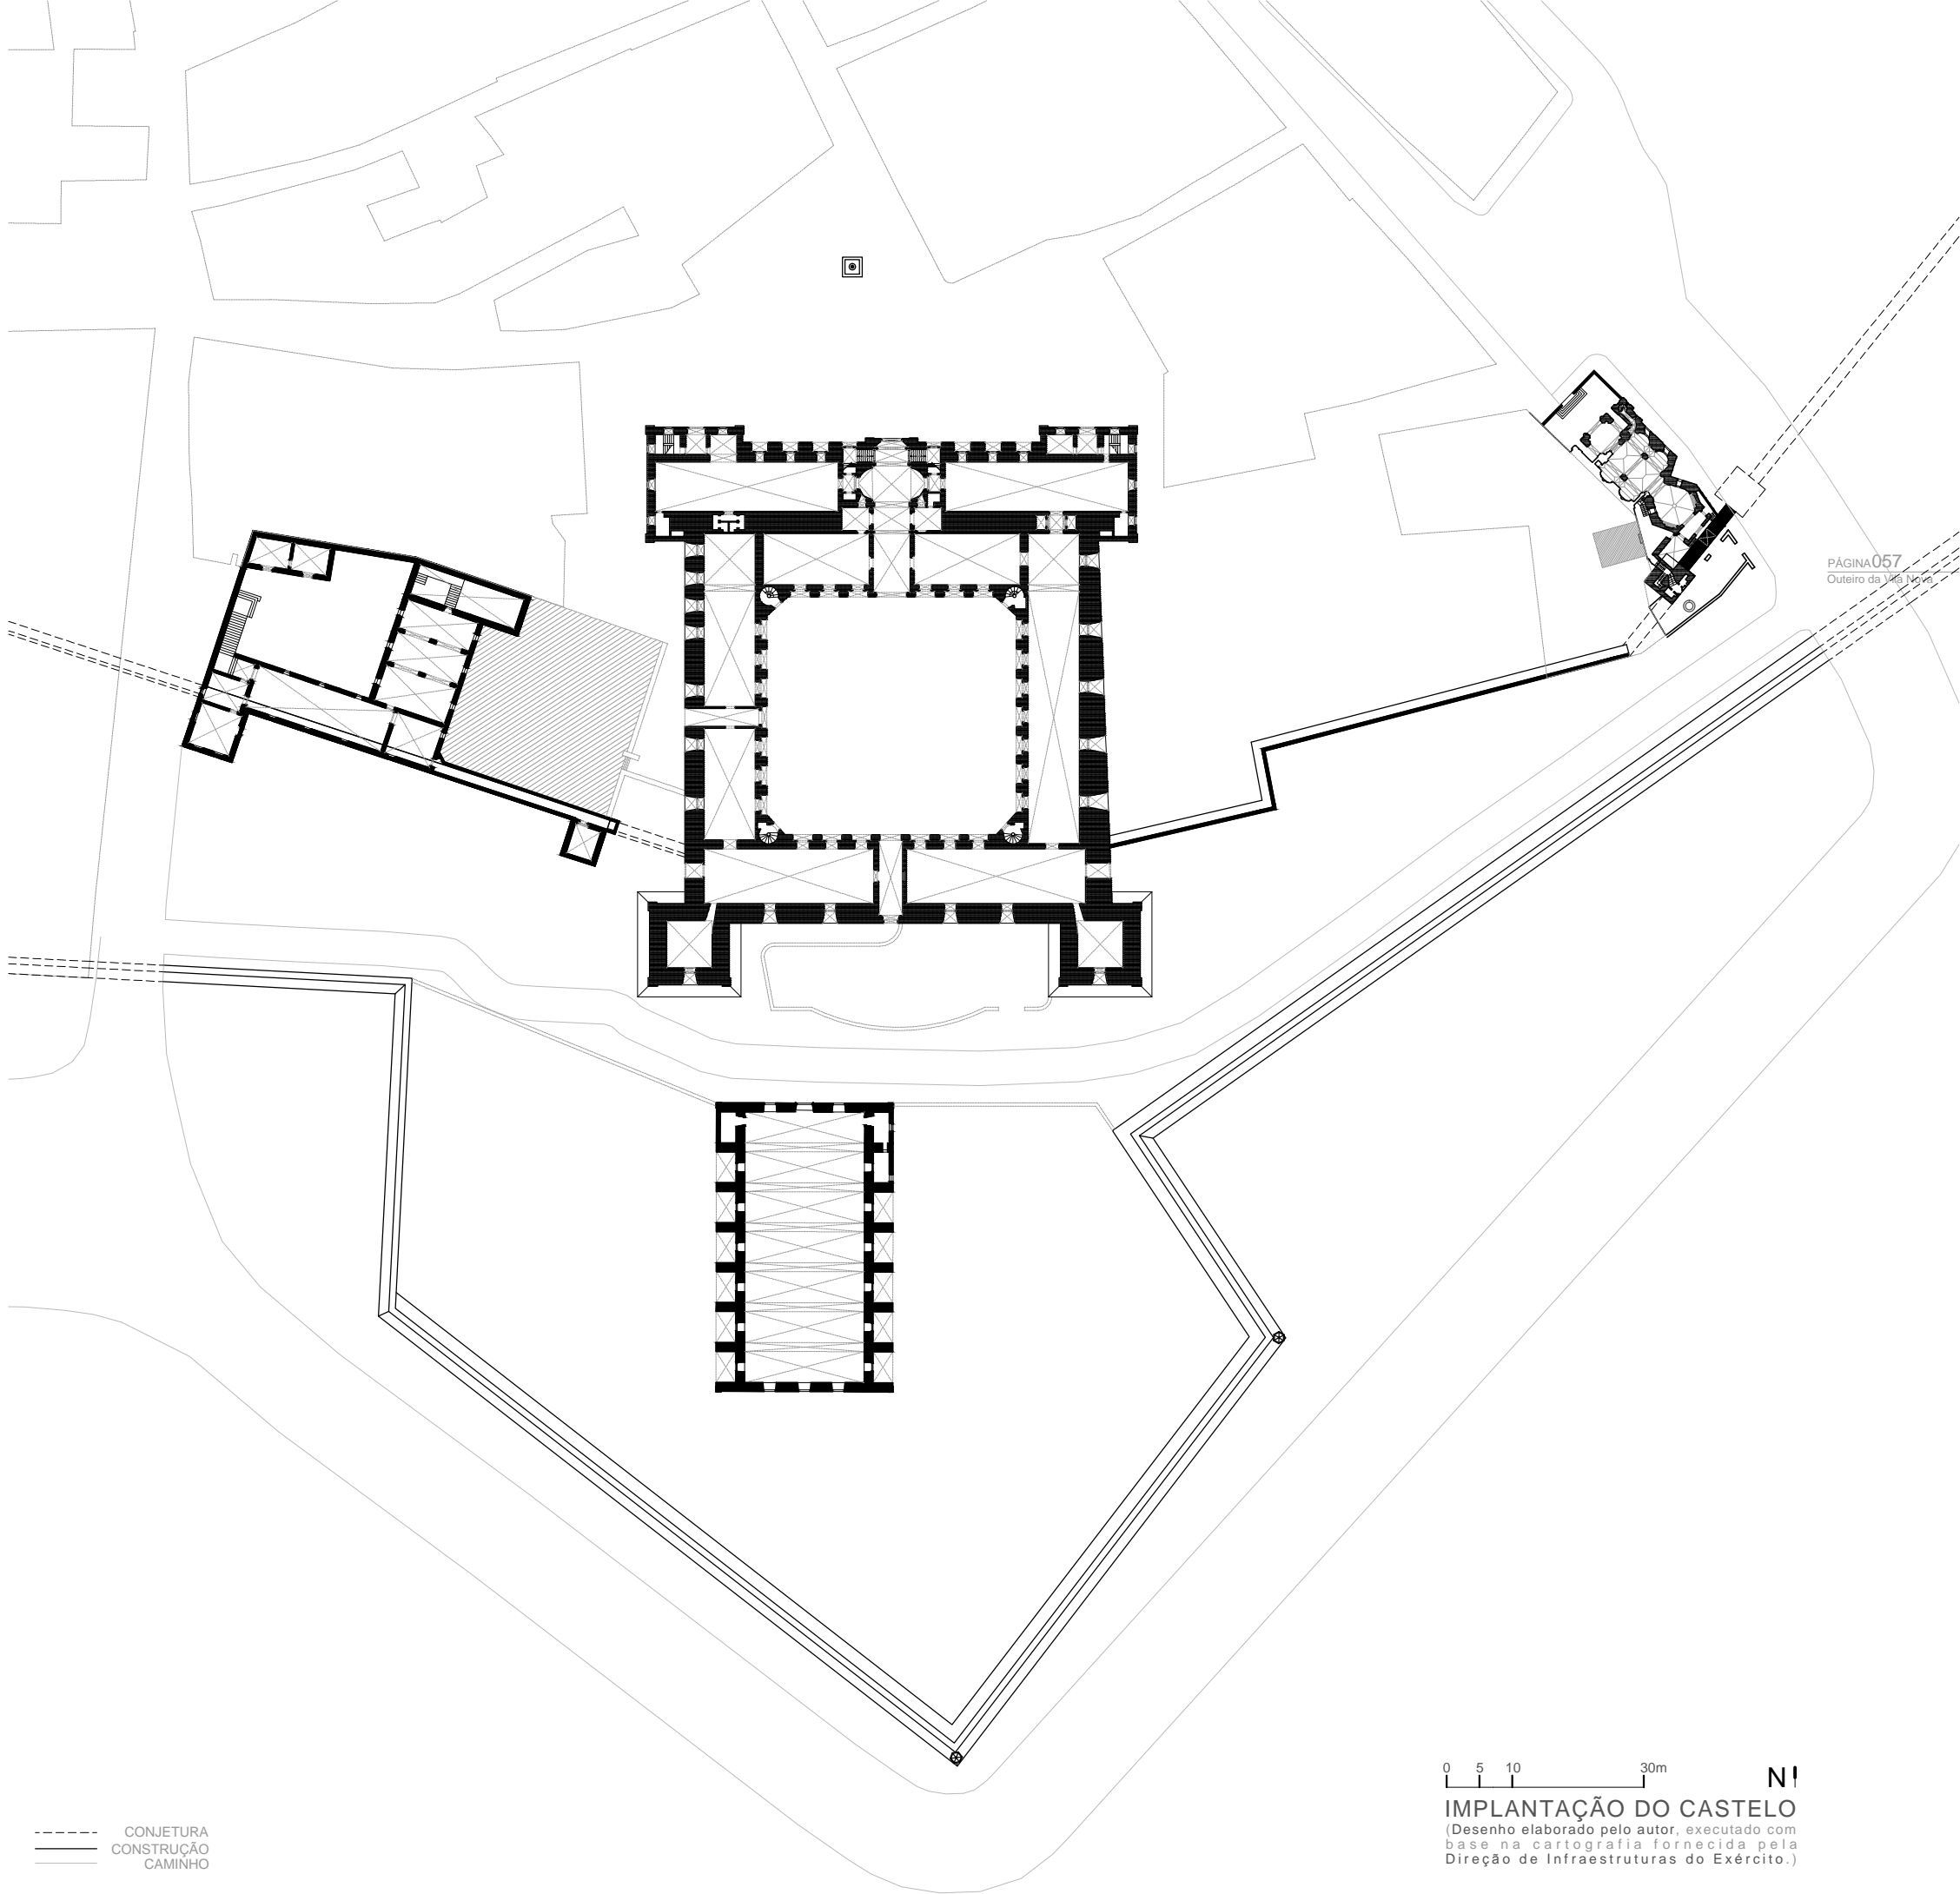 PÁGINA057
Outeiro da Vila Nova
0 5 10 30m
N
IMPLANTAÇÃO DO CASTELO
(Desenho elaborado pelo autor, executado com
base na cartografia fornecida pela
Direção de Infraestruturas do Exército.)
CONJETURA
CONSTRUÇÃO
CAMINHO